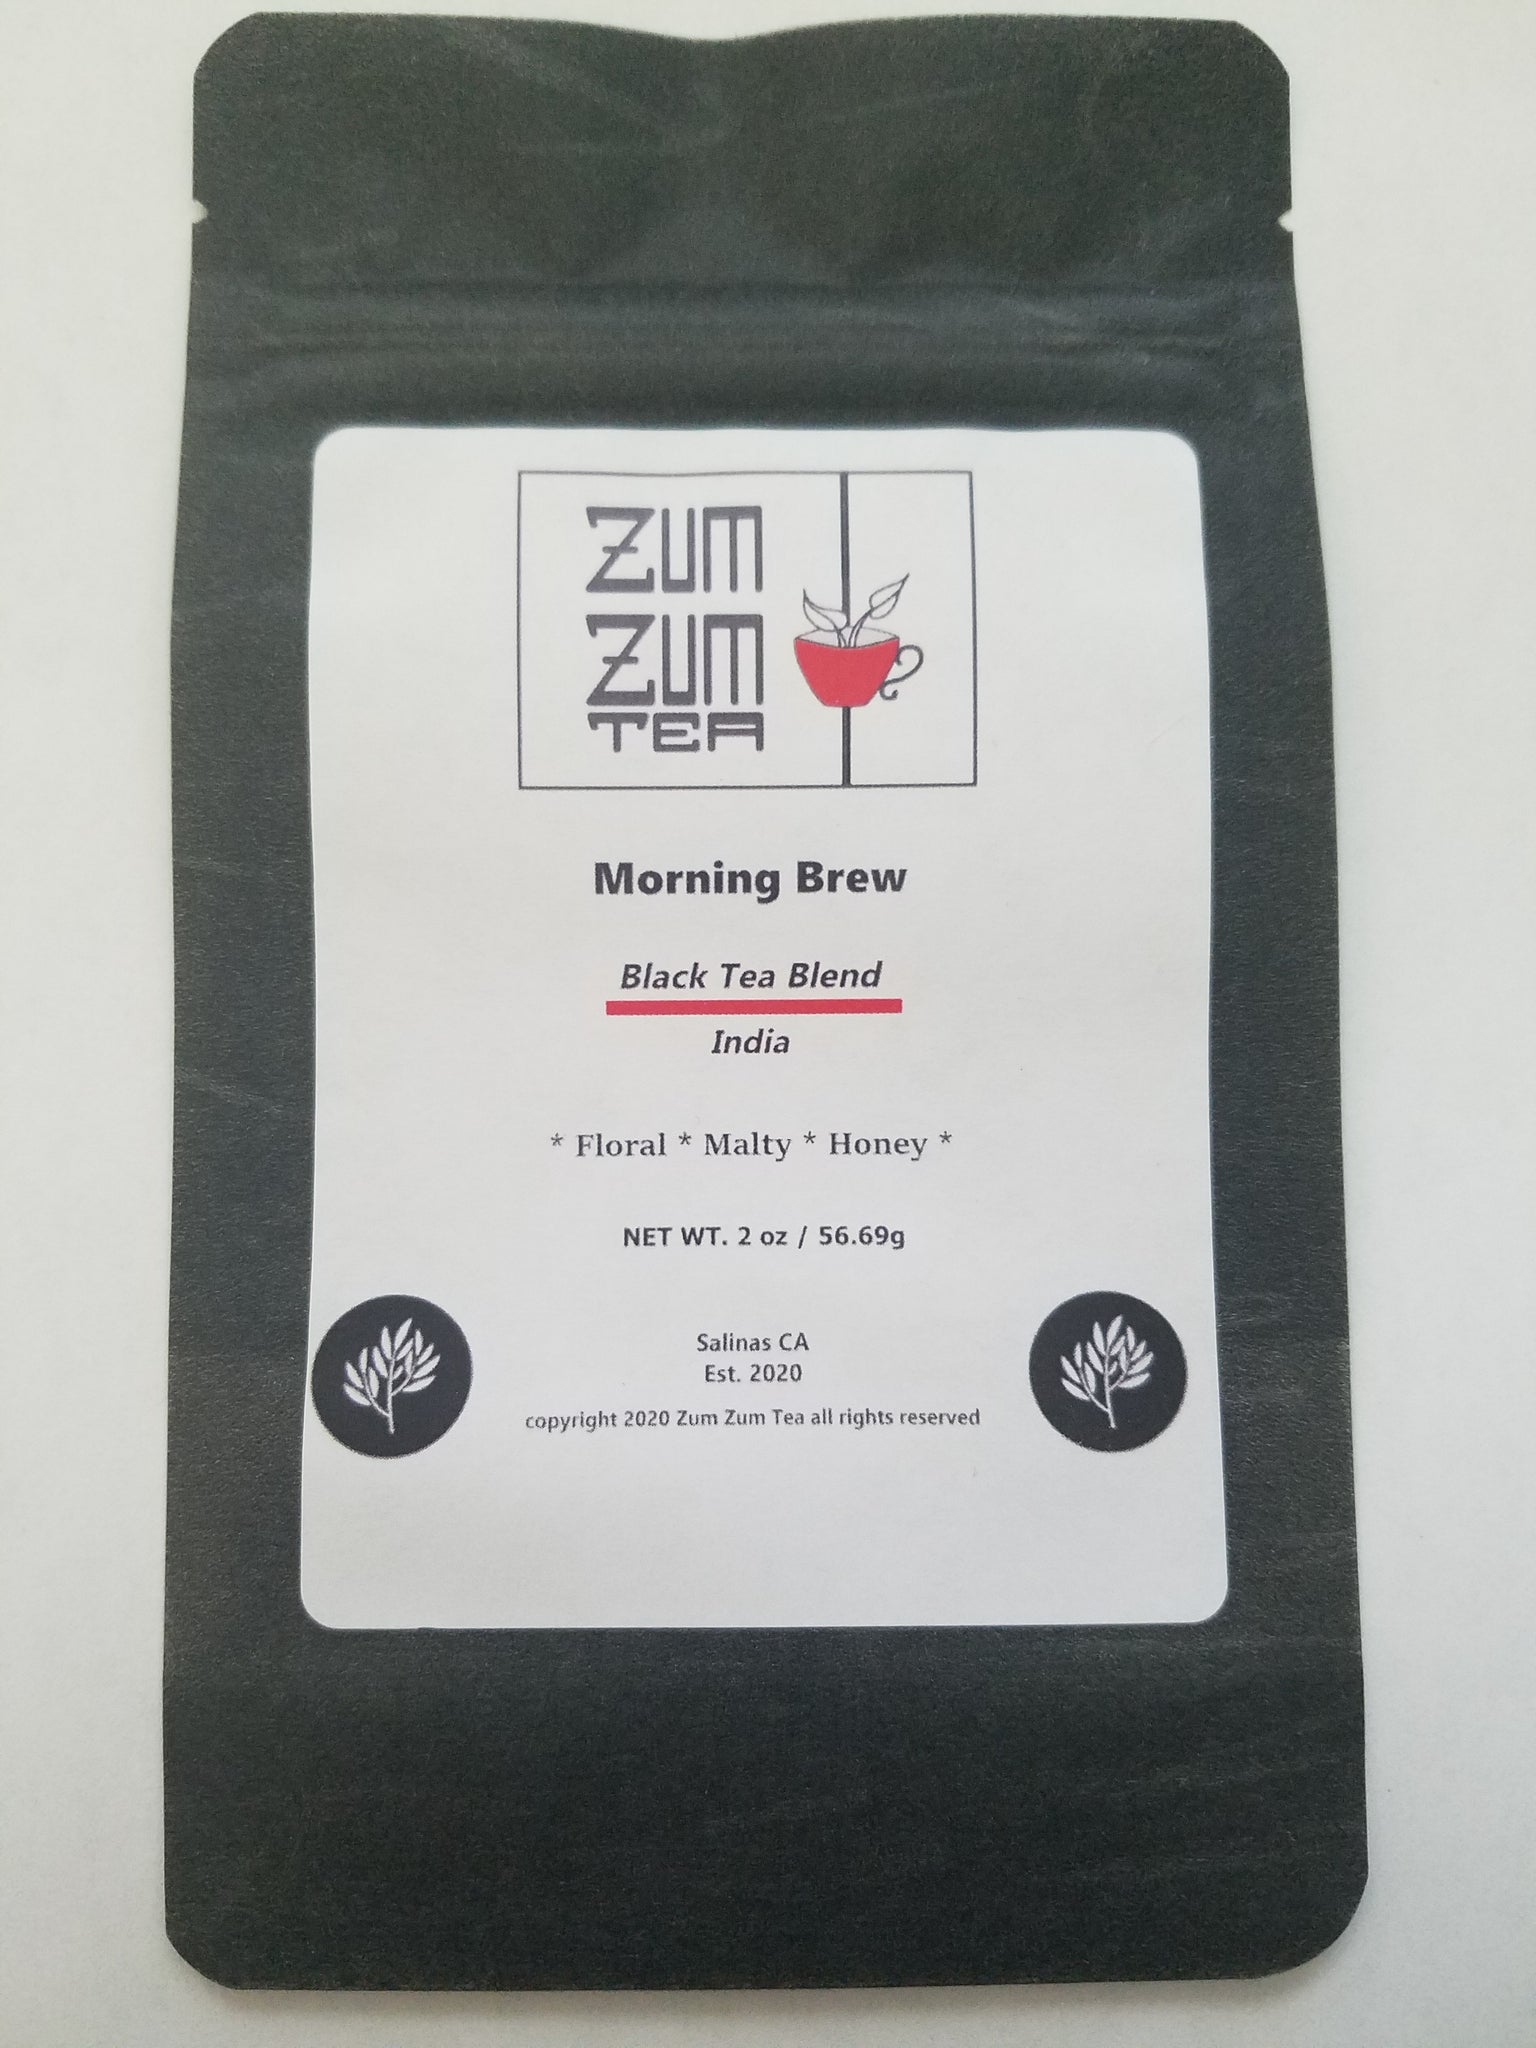 ZUM
ZUM
TEA
Morning Brew
Black Tea Blend
India
* Floral * Malty * Honey *
NET WT. 2 oz / 56.69g
Salinas CA
Est. 2020
copyright 2020 Zum Zum Tea all rights reserved